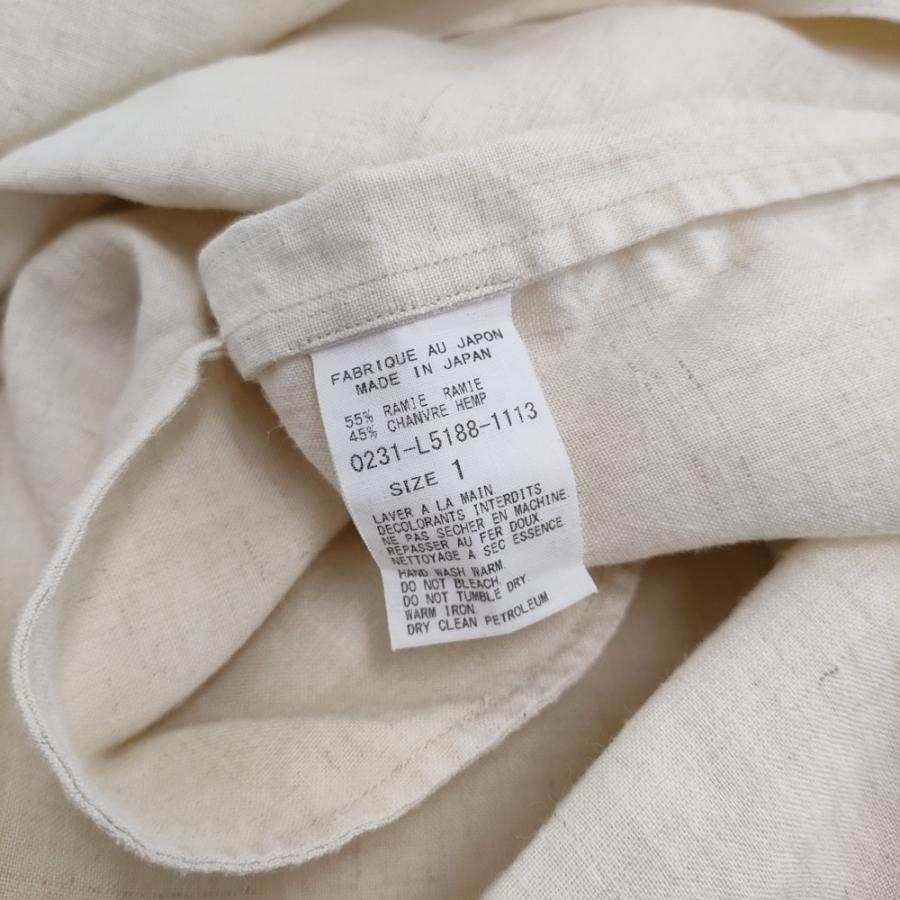 FABRIQUE AU JAPON
MADE IN JAPAN
55% RAMIE RAMIE
45% CHANVRE HEMP
0231-L5188-1113
SIZE 1
LAVER A LA MAIN
DECOLORANTS INTERDITS
NE PAS SECHER EN MACHINE.
REPASSER AU FER DOUX.
NETTOYAGE A SEC ESSENCE.
HAND WASH WARM.
DO NOT BLEACH.
DO NOT TUMBLE DRY.
WARM IRON.
DRY CLEAN PETROLEUM